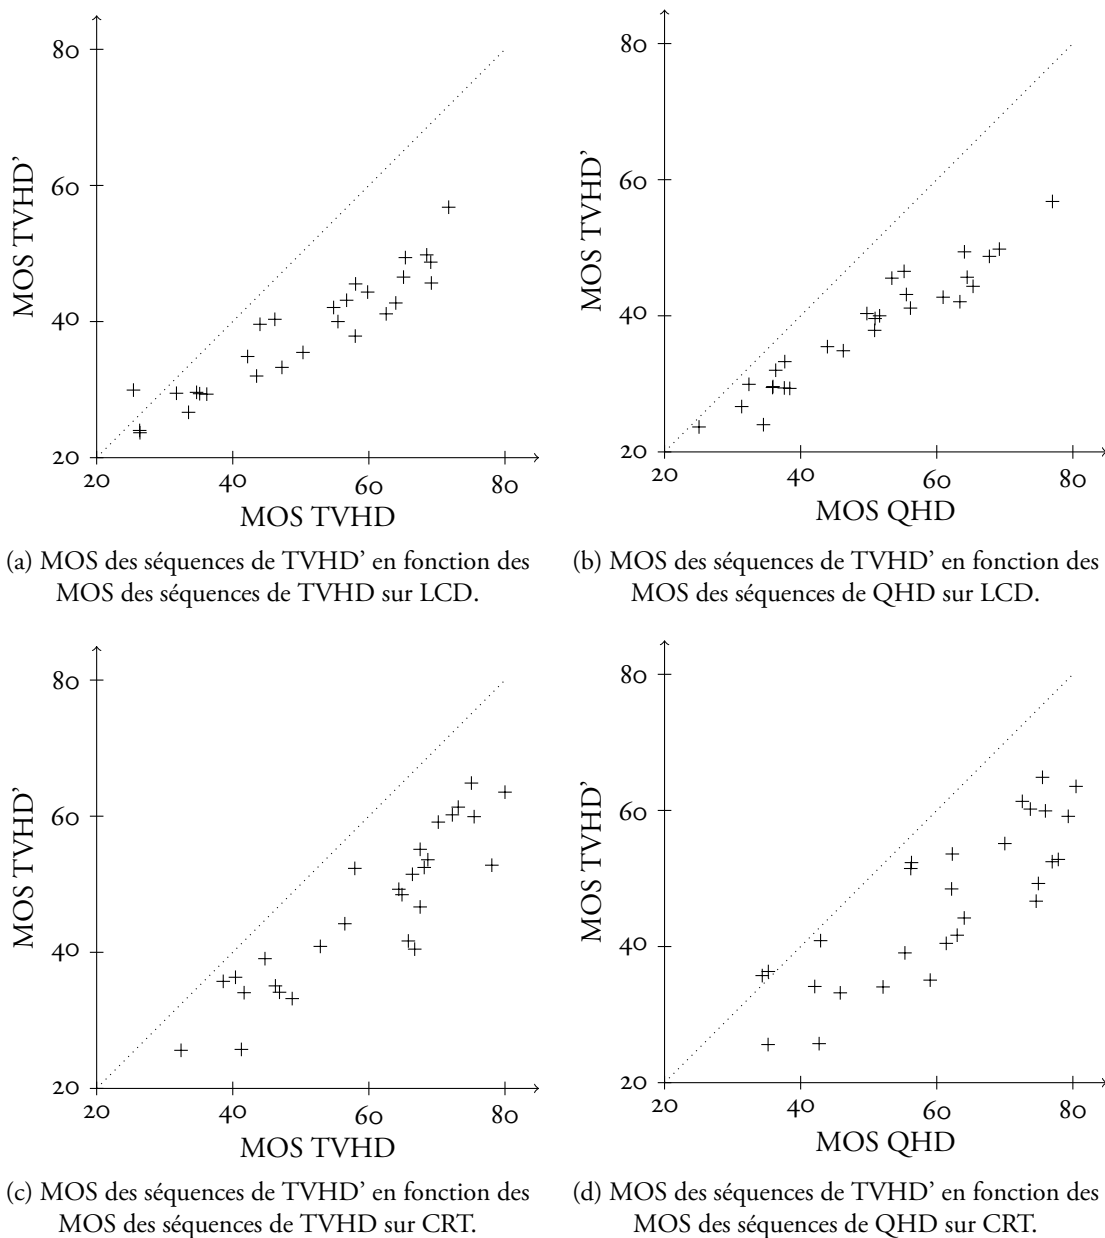 80
60
40
20
20
40
60
80
MOS TVHD’
MOS TVHD
(a) MOS des séquences de TVHD’ en fonction des
MOS des séquences de TVHD sur LCD.
80
60
40
20
20
40
60
80
MOS TVHD’
MOS QHD
(b) MOS des séquences de TVHD’ en fonction des
MOS des séquences de QHD sur LCD.
80
60
40
20
20
40
60
80
MOS TVHD’
MOS TVHD
(c) MOS des séquences de TVHD’ en fonction des
MOS des séquences de TVHD sur CRT.
80
60
40
20
20
40
60
80
MOS TVHD’
MOS QHD
(d) MOS des séquences de TVHD’ en fonction des
MOS des séquences de QHD sur CRT.